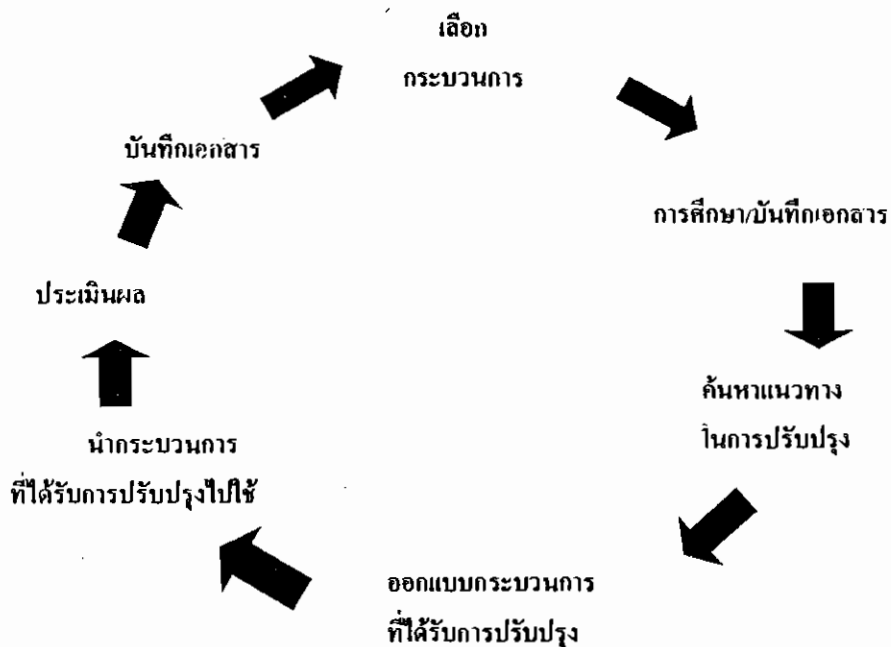 เลือก
กระบวนการ
การศึกษา/บันทึกเอกสาร
ค้นหาแนวทาง
ในการปรับปรุง
ออกแบบกระบวนการ
ที่ได้รับการปรับปรุง
นำกระบวนการ
ที่ได้รับการปรับปรุงไปใช้
ประเมินผล
บันทึกเอกสาร